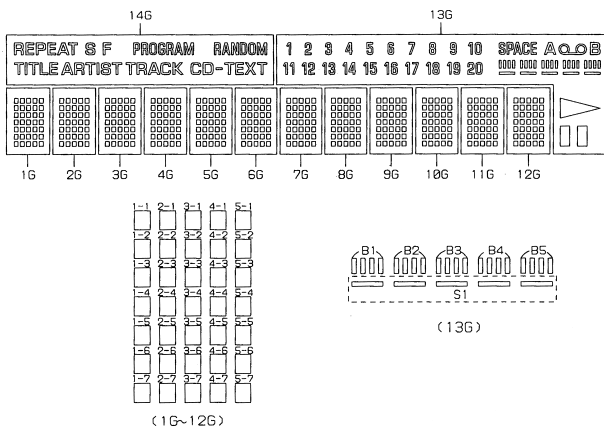 14G 13G
REPEAT S F PROGRAM RANDOM 1 2 3 4 5 6 7 8 9 10 SPACE A B
TITLE ARTIST TRACK CD-TEXT 11 12 13 14 15 16 17 18 19 20
1G 2G 3G 4G 5G 6G 7G 8G 9G 10G 11G 12G
1-1 2-1 3-1 4-1 5-1
1-2 2-2 3-2 4-2 5-2
B1 B2 B3 B4 B5
1-3 2-3 3-3 4-3 5-3
S1
1-4 2-4 3-4 4-4 5-4
1-5 2-5 3-5 4-5 5-5
(13G)
1-6 2-6 3-6 4-6 5-6
1-7 2-7 3-7 4-7 5-7
(1G~12G)